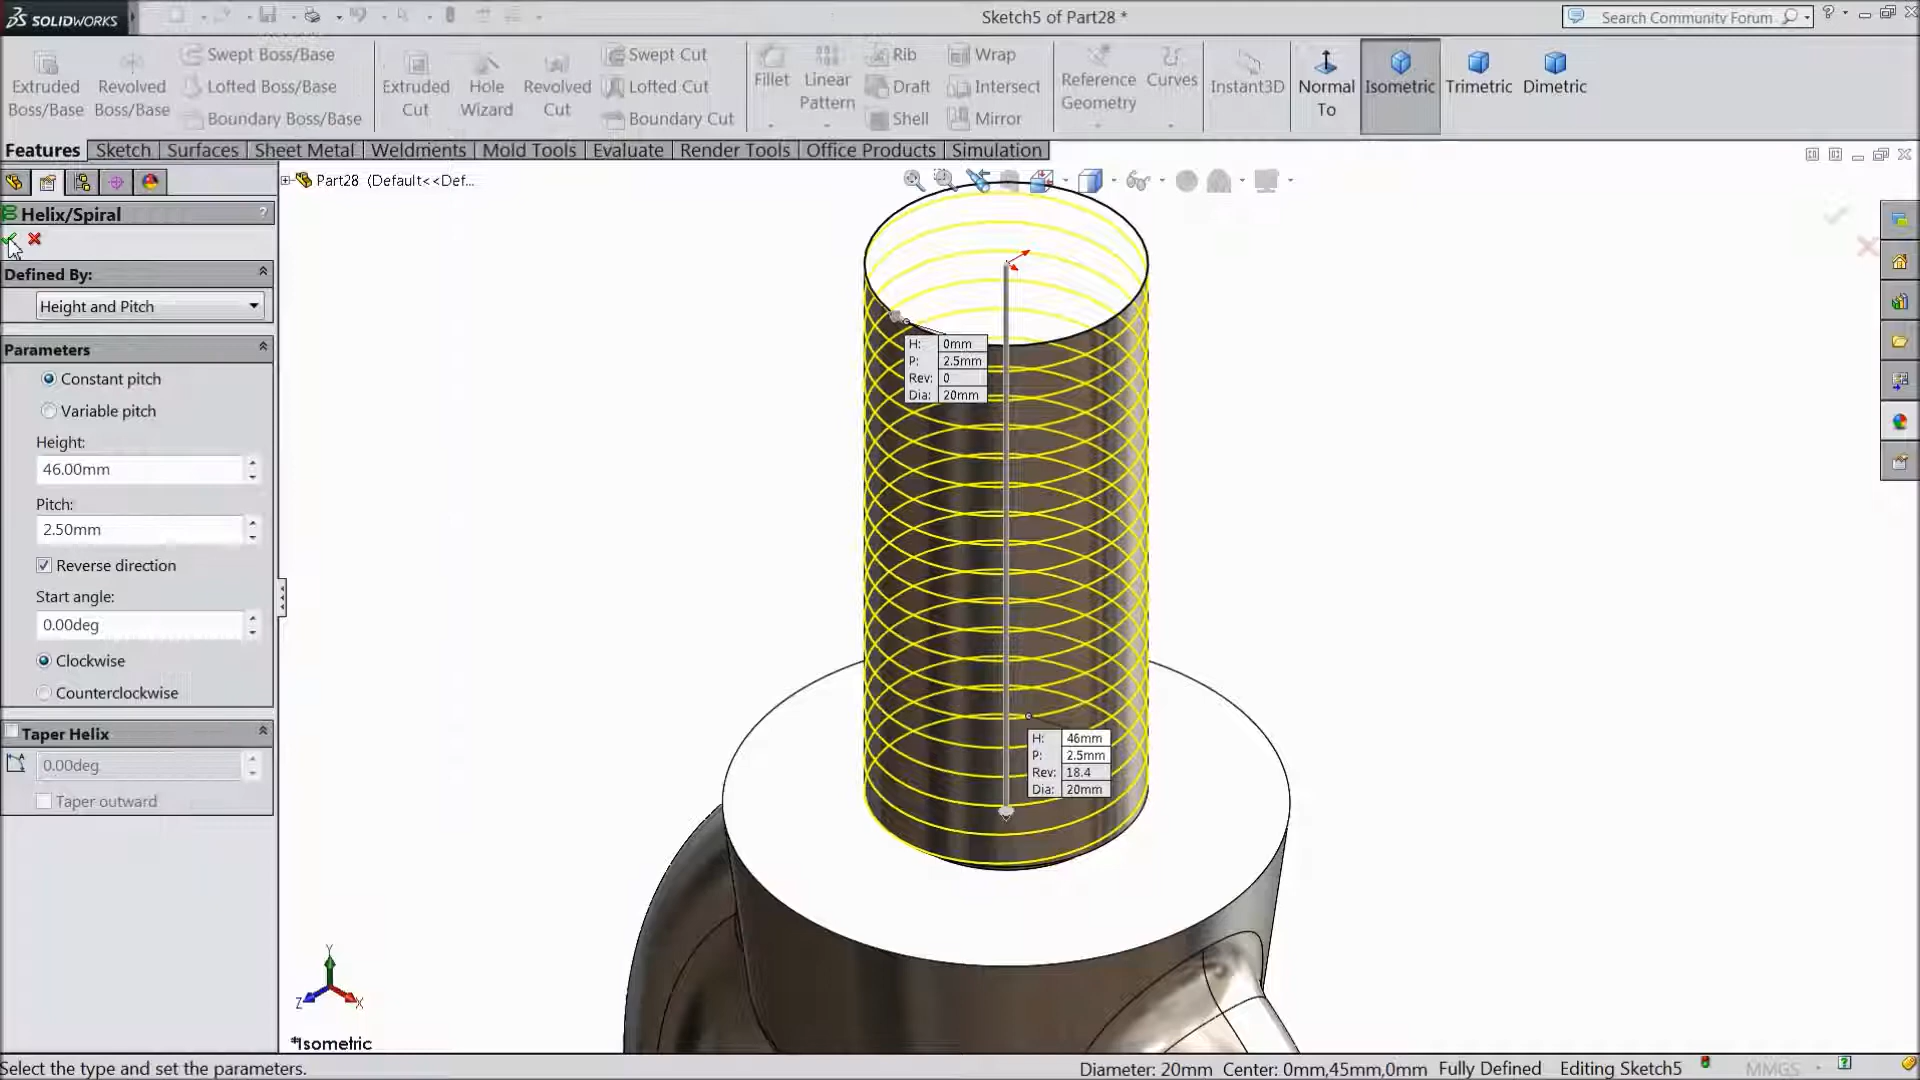 SOLIDWORKS
Sketch5 of Part28 *
Search Community Forum
Extruded Boss/Base
Revolved Boss/Base
Swept Boss/Base
Lofted Boss/Base
Boundary Boss/Base
Extruded Cut
Hole Wizard
Revolved Cut
Swept Cut
Lofted Cut
Boundary Cut
Fillet
Linear Pattern
Rib
Draft
Shell
Wrap
Intersect
Mirror
Reference Geometry
Curves
Instant3D
Normal To
Isometric
Trimetric
Dimetric
Features Sketch Surfaces Sheet Metal Weldments Mold Tools Evaluate Render Tools Office Products Simulation
Part28 (Default<<Def...
Helix/Spiral
?
Defined By:
Height and Pitch
Parameters
Constant pitch
Variable pitch
Height:
46.00mm
Pitch:
2.50mm
Reverse direction
Start angle:
0.00deg
Clockwise
Counterclockwise
Taper Helix
0.00deg
Taper outward
H: 0mm
P: 2.5mm
Rev: 0
Dia: 20mm
H: 46mm
P: 2.5mm
Rev: 18.4
Dia: 20mm
Y
Z
X
*Isometric
Select the type and set the parameters.
Diameter: 20mm Center: 0mm,45mm,0mm Fully Defined Editing Sketch5 MMGS